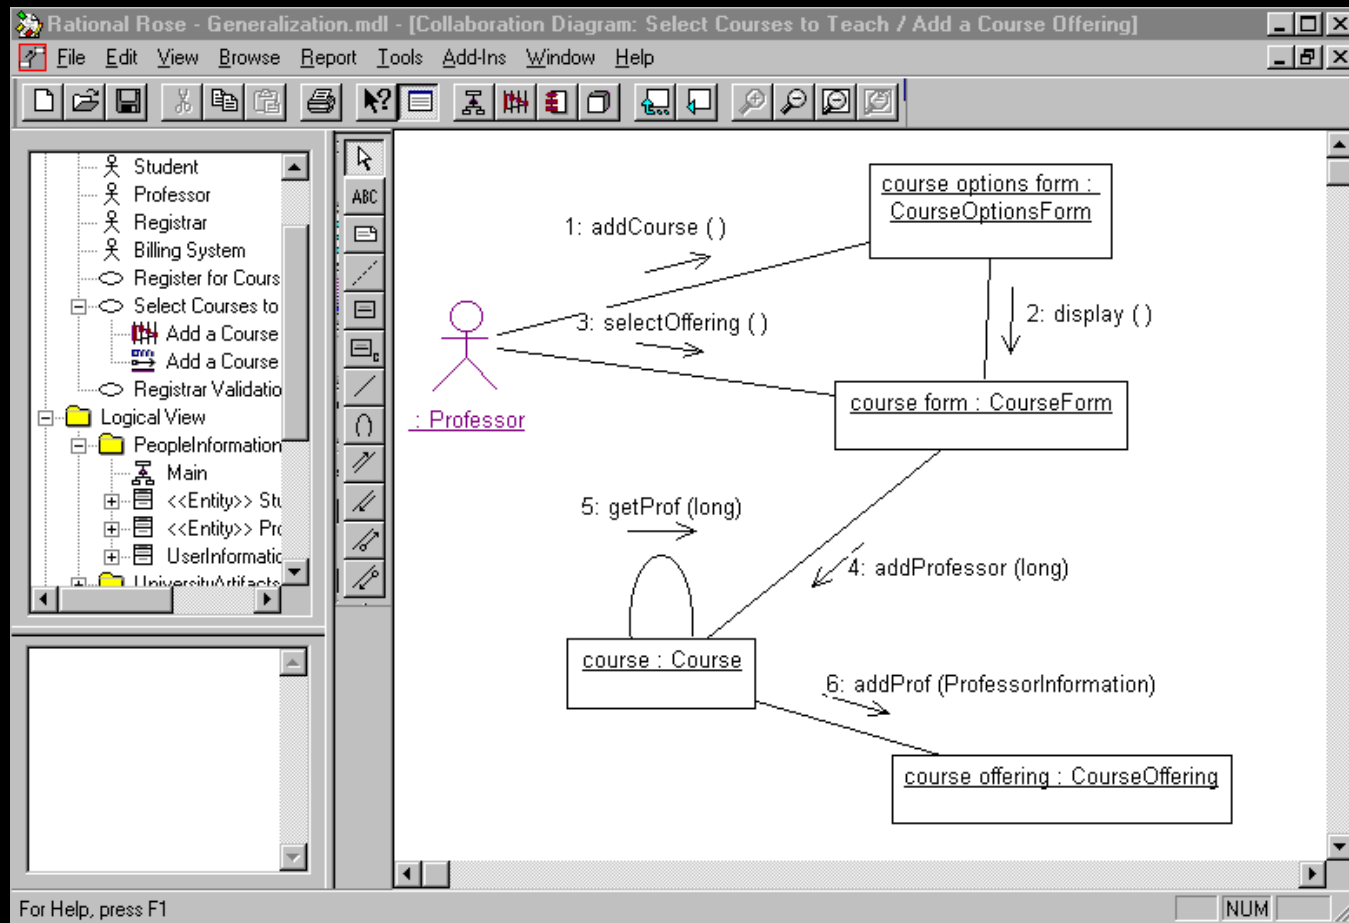 Rational Rose - Generalization.mdl - [Collaboration Diagram: Select Courses to Teach / Add a Course Offering]
File Edit View Browse Report Tools Add-Ins Window Help
ABC
Student
Professor
Registrar
Billing System
Register for Cours
Select Courses to
Add a Course
Add a Course
Registrar Validatio
Logical View
PeopleInformation
Main
<<Entity>> Stu
<<Entity>> Pro
UserInformatic
UniversityArtifacts
course options form :
CourseOptionsForm
1: addCourse ( )
2: display ( )
3: selectOffering ( )
course form : CourseForm
: Professor
5: getProf (long)
4: addProfessor (long)
course : Course
6: addProf (ProfessorInformation)
course offering : CourseOffering
For Help, press F1
NUM